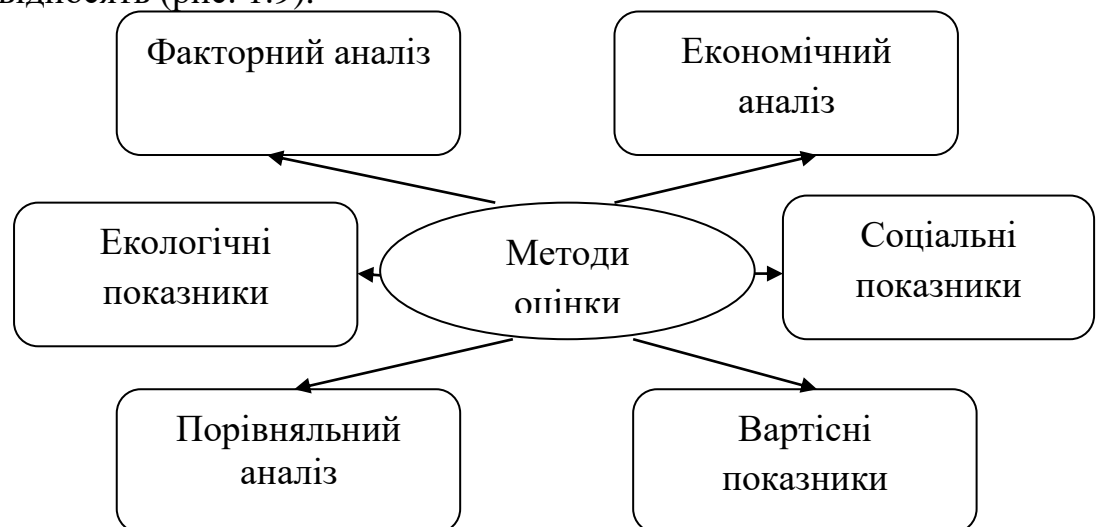 відносять (рис. 1.9).
Факторний аналіз
Економічний
аналіз
Екологічні
показники
Методи
оцінки
Соціальні
показники
Порівняльний
аналіз
Вартісні
показники